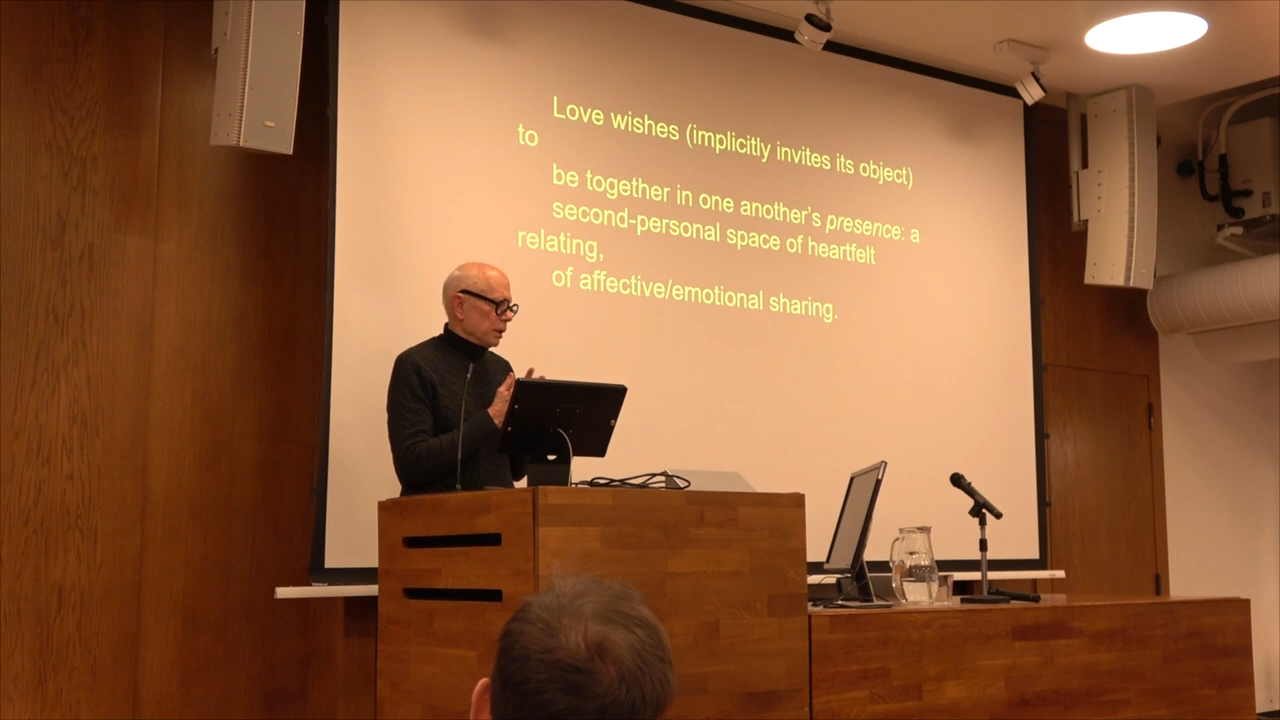 Love wishes (implicitly invites its object)
to
be together in one another's presence: a
second-personal space of heartfelt
relating,
of affective/emotional sharing.